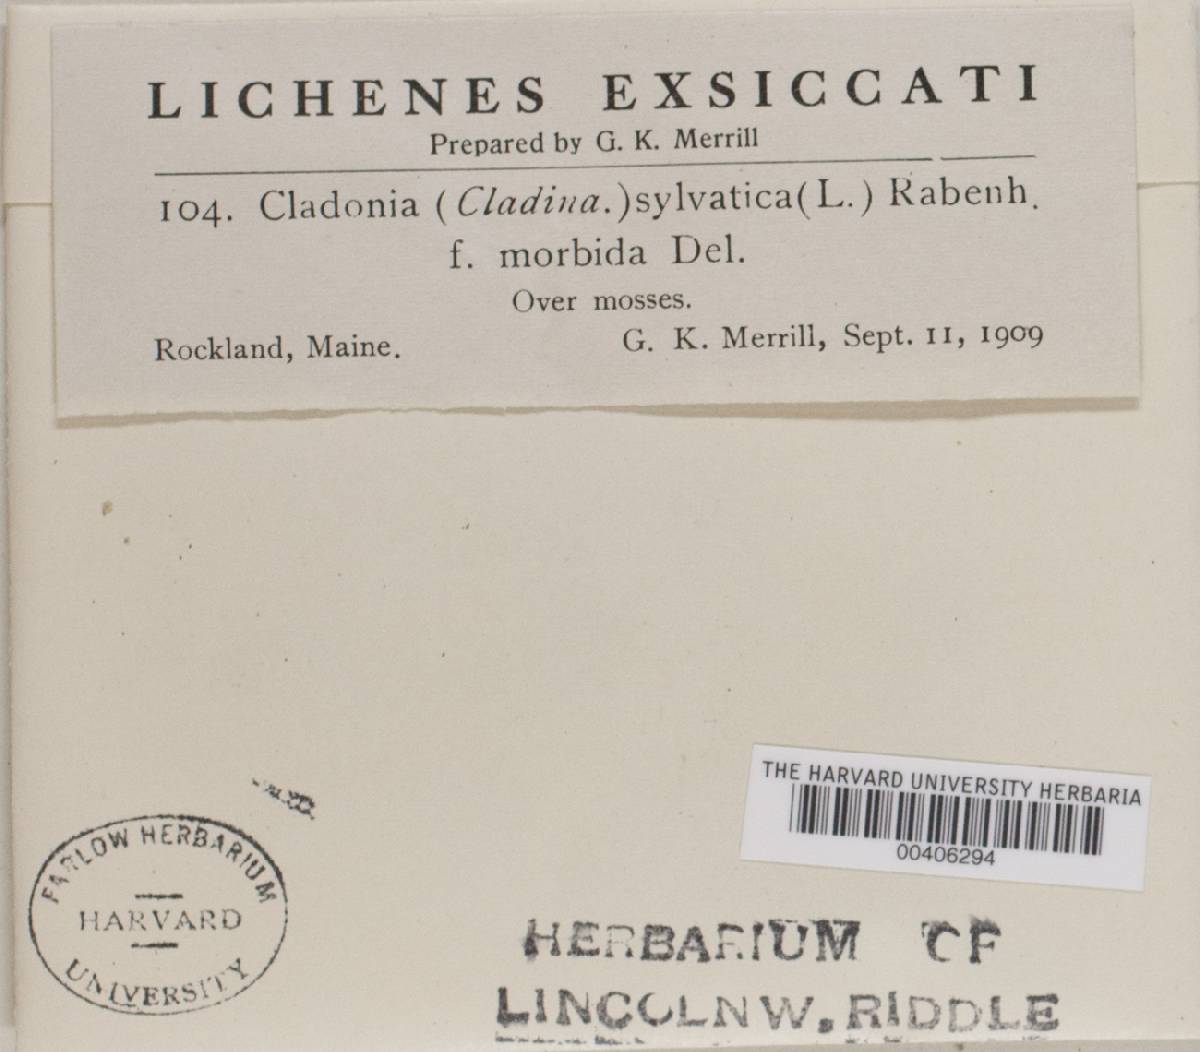 LICHENES EXSICCATI
Prepared by G. K. Merrill
104. Cladonia (Cladina.)sylvatica(L.) Rabenh.
f. morbida Del.
Over mosses.
Rockland, Maine. G. K. Merrill, Sept. 11, 1909
THE HARVARD UNIVERSITY HERBARIA
00406294
FARLOW HERBARIUM
HARVARD
UNIVERSITY
HERBARIUM OF
LINCOLN W. RIDDLE